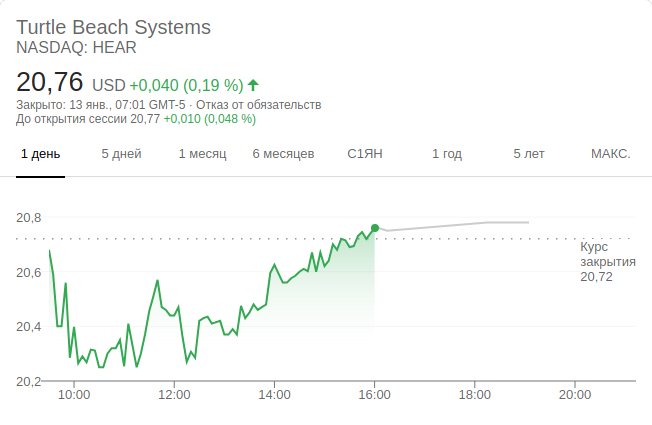 Turtle Beach Systems
NASDAQ: HEAR
20,76 USD +0,040 (0,19 %)
Закрыто: 13 янв., 07:01 GMT-5 · Отказ от обязательств
До открытия сессии 20,77 +0,010 (0,048 %)
1 день 5 дней 1 месяц 6 месяцев С1ЯН 1 год 5 лет МАКС.
20,8
Курс
закрытия
20,72
20,6
20,4
20,2
10:00 12:00 14:00 16:00 18:00 20:00